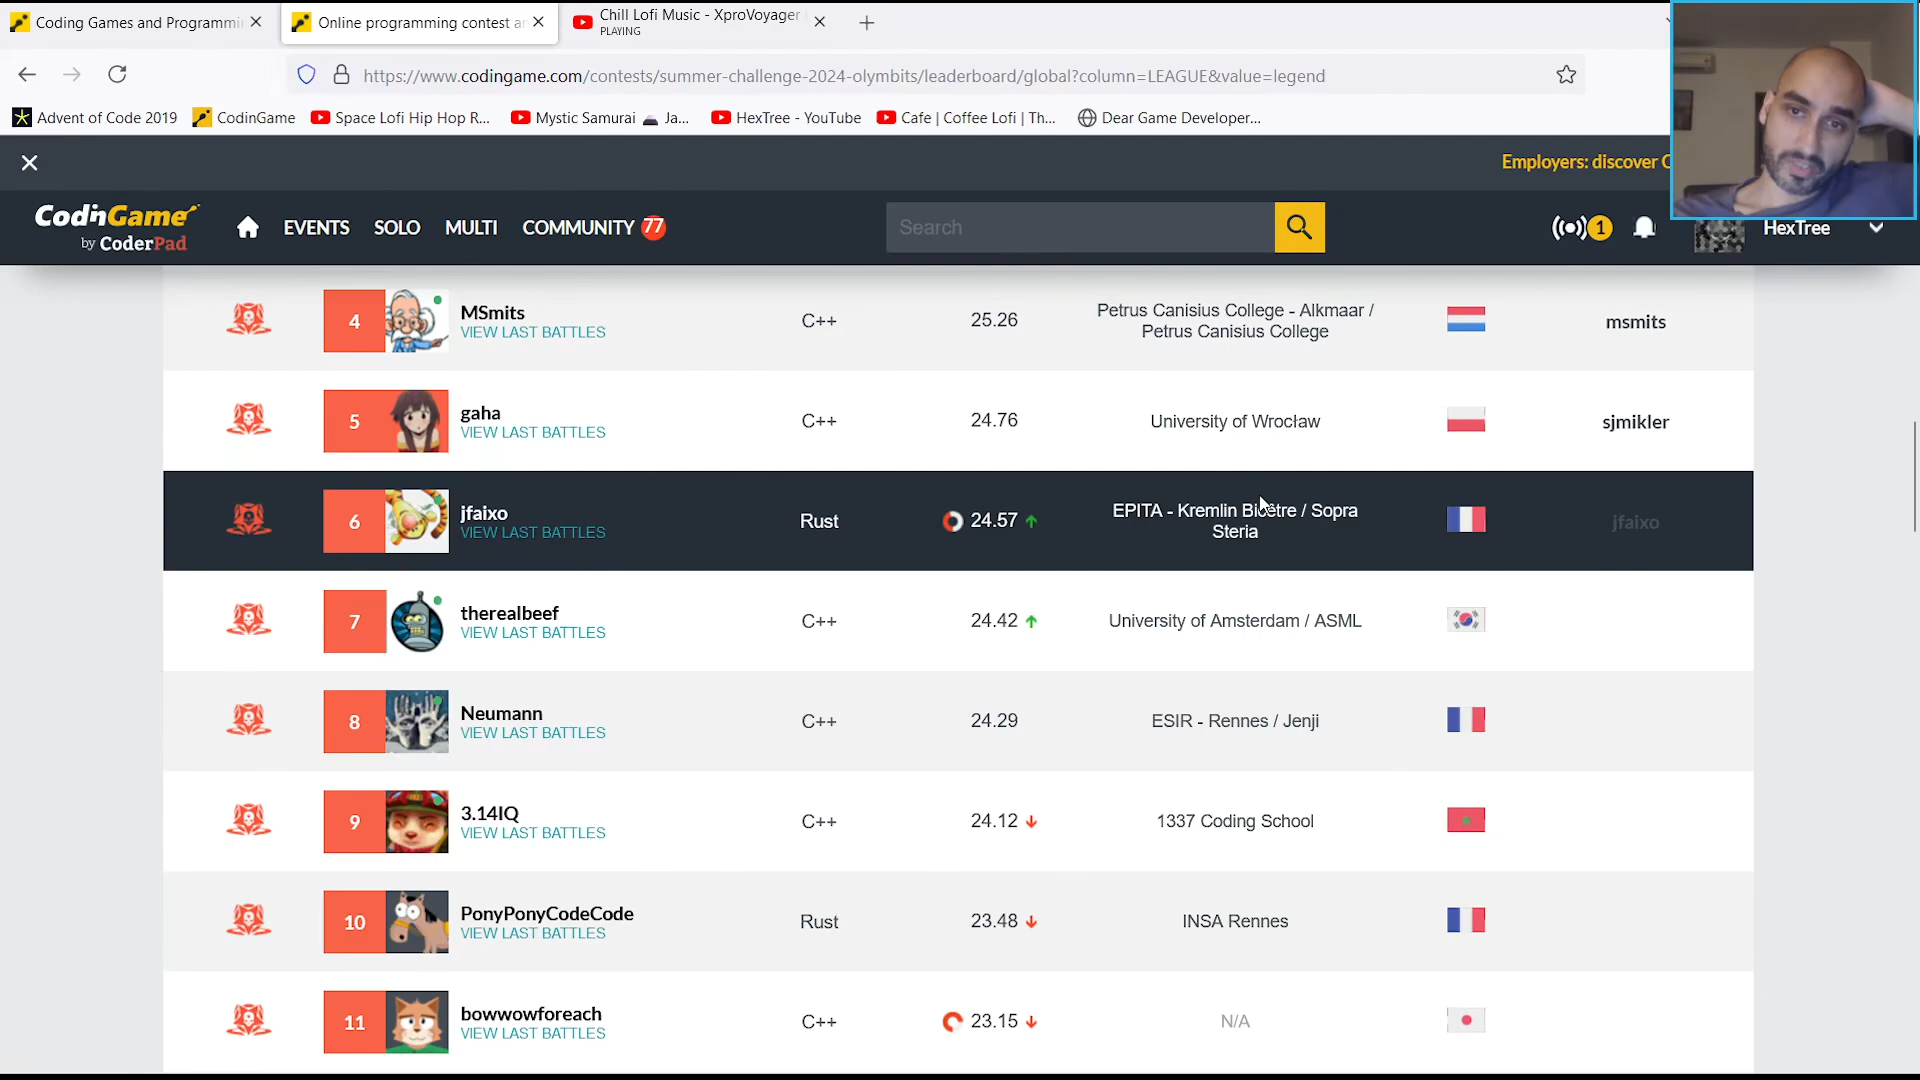 Coding Games and Programmi
Online programming contest a
Chill Lofi Music - XproVoyager
PLAYING
https://www.codingame.com/contests/summer-challenge-2024-olymbits/leaderboard/global?column=LEAGUE&value=legend
Advent of Code 2019
CodinGame
Space Lofi Hip Hop R...
Mystic Samurai Ja...
HexTree - YouTube
Cafe | Coffee Lofi | Th...
Dear Game Developer...
Employers: discover C
CodinGame
by CoderPad
EVENTS
SOLO
MULTI
COMMUNITY 77
Search
1
HexTree
4
MSmits
VIEW LAST BATTLES
C++
25.26
Petrus Canisius College - Alkmaar /
Petrus Canisius College
msmits
5
gaha
VIEW LAST BATTLES
C++
24.76
University of Wrocław
sjmikler
6
jfaixo
VIEW LAST BATTLES
Rust
24.57
EPITA - Kremlin Bicêtre / Sopra
Steria
jfaixo
7
therealbeef
VIEW LAST BATTLES
C++
24.42
University of Amsterdam / ASML
8
Neumann
VIEW LAST BATTLES
C++
24.29
ESIR - Rennes / Jenji
9
3.14IQ
VIEW LAST BATTLES
C++
24.12
1337 Coding School
10
PonyPonyCodeCode
VIEW LAST BATTLES
Rust
23.48
INSA Rennes
11
bowwowforeach
VIEW LAST BATTLES
C++
23.15
N/A